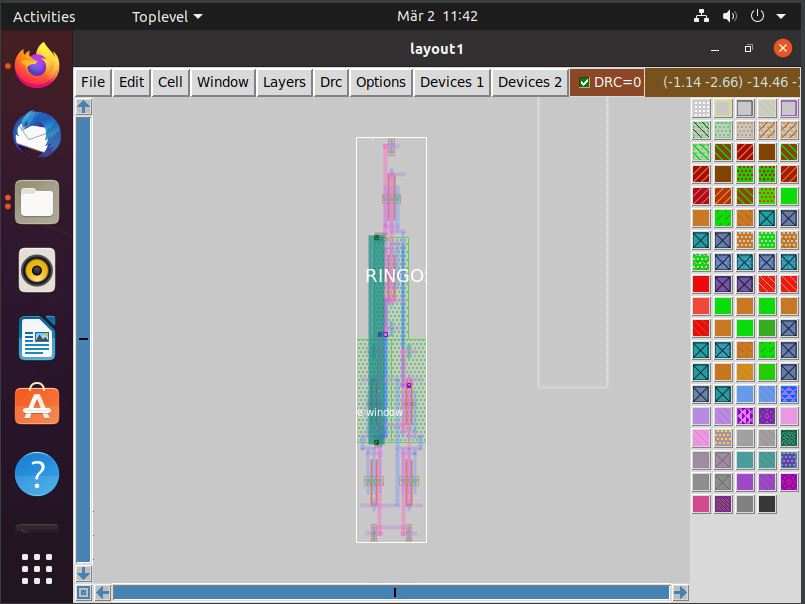 Activities
Toplevel
Mär 2 11:42
layout1
File
Edit
Cell
Window
Layers
Drc
Options
Devices 1
Devices 2
DRC=0
(-1.14 -2.66) -14.46 -
RINGOS
window
?